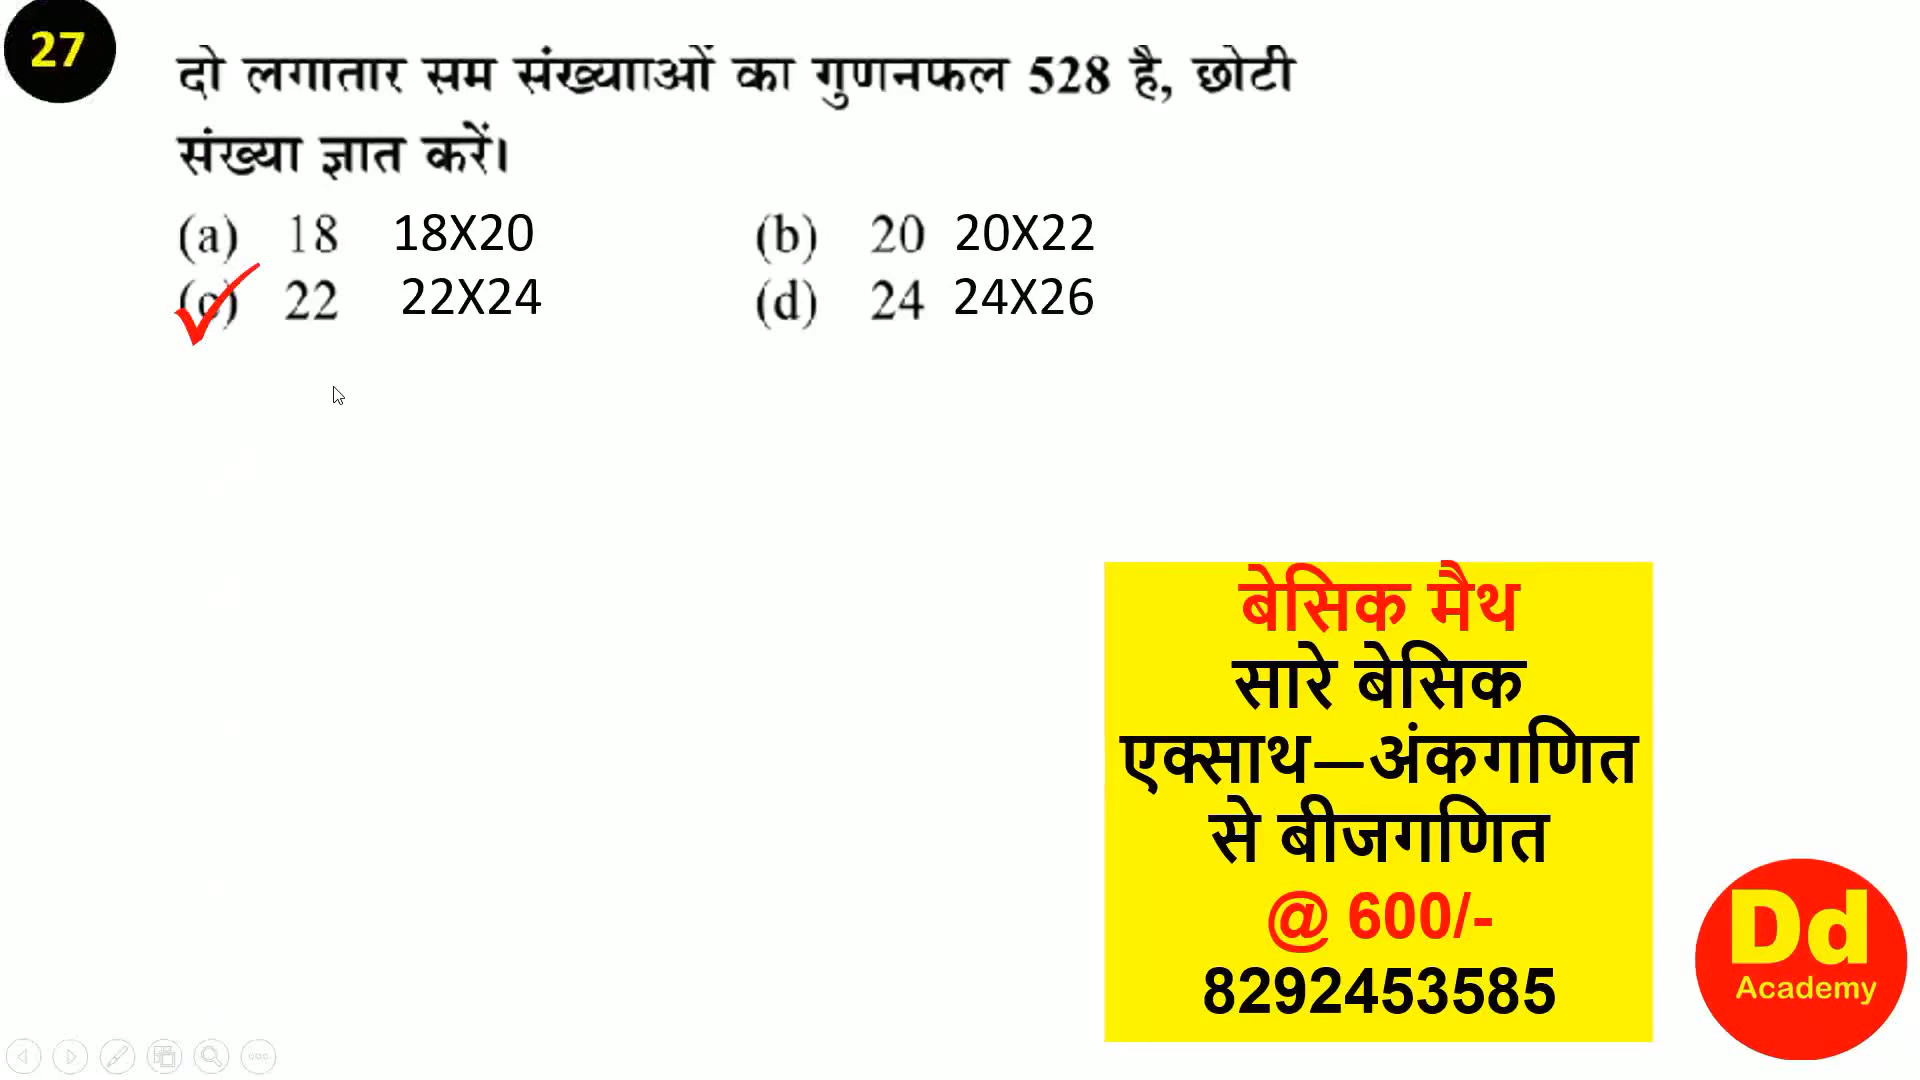 27
दो लगातार सम संख्यााओं का गुणनफल 528 है, छोटी
संख्या ज्ञात करें।
(a) 18 18X20 (b) 20 20X22
(c) 22 22X24 (d) 24 24X26
बेसिक मैथ
सारे बेसिक
एक्साथ—अंकगणित
से बीजगणित
@ 600/-
8292453585
Dd
Academy